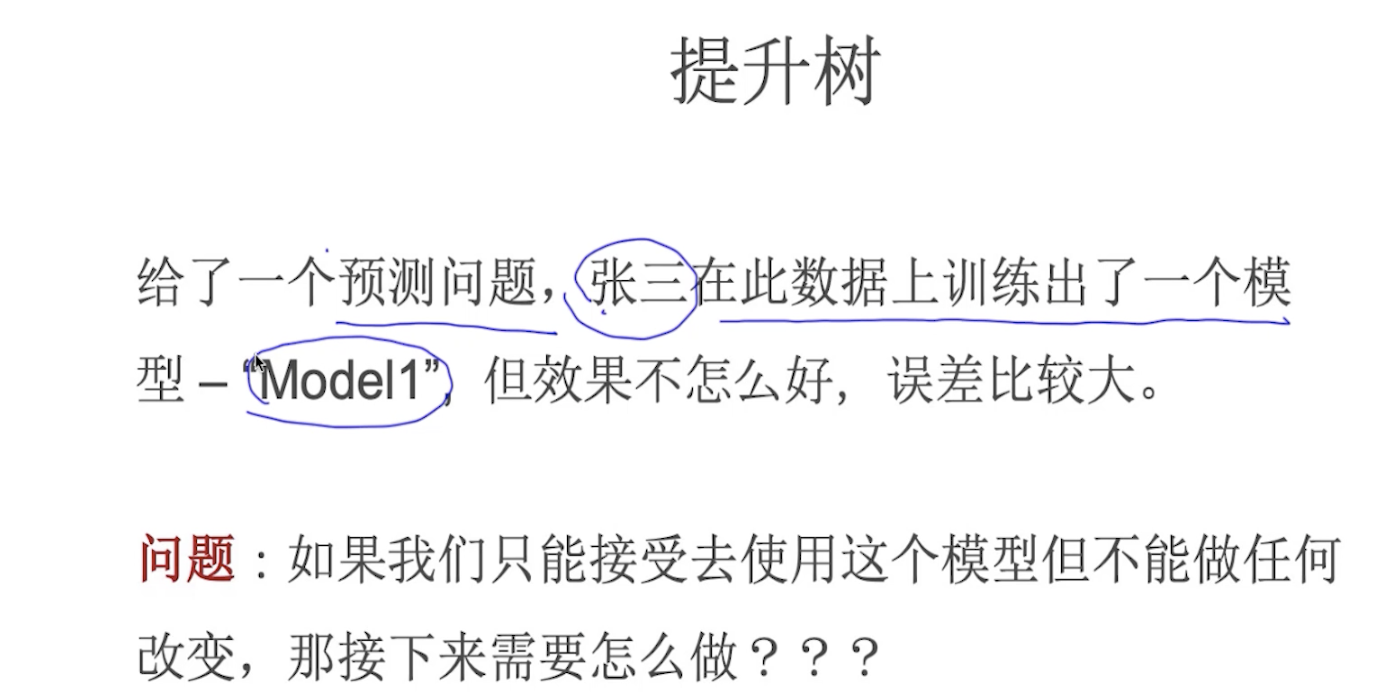 提升树
给了一个预测问题，张三在此数据上训练出了一个模
型 – “Model1”，但效果不怎么好，误差比较大。
问题：如果我们只能接受去使用这个模型但不能做任何
改变，那接下来需要怎么做？？？